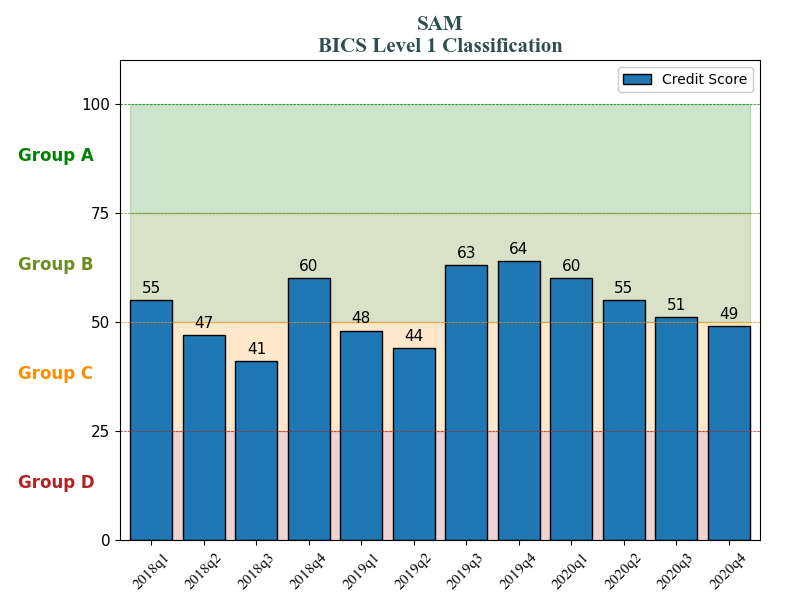 SAM
BICS Level 1 Classification
Credit Score
100
Group A
75
Group B
50
Group C
25
Group D
0
55
47
41
60
48
44
63
64
60
55
51
49
2018q1
2018q2
2018q3
2018q4
2019q1
2019q2
2019q3
2019q4
2020q1
2020q2
2020q3
2020q4